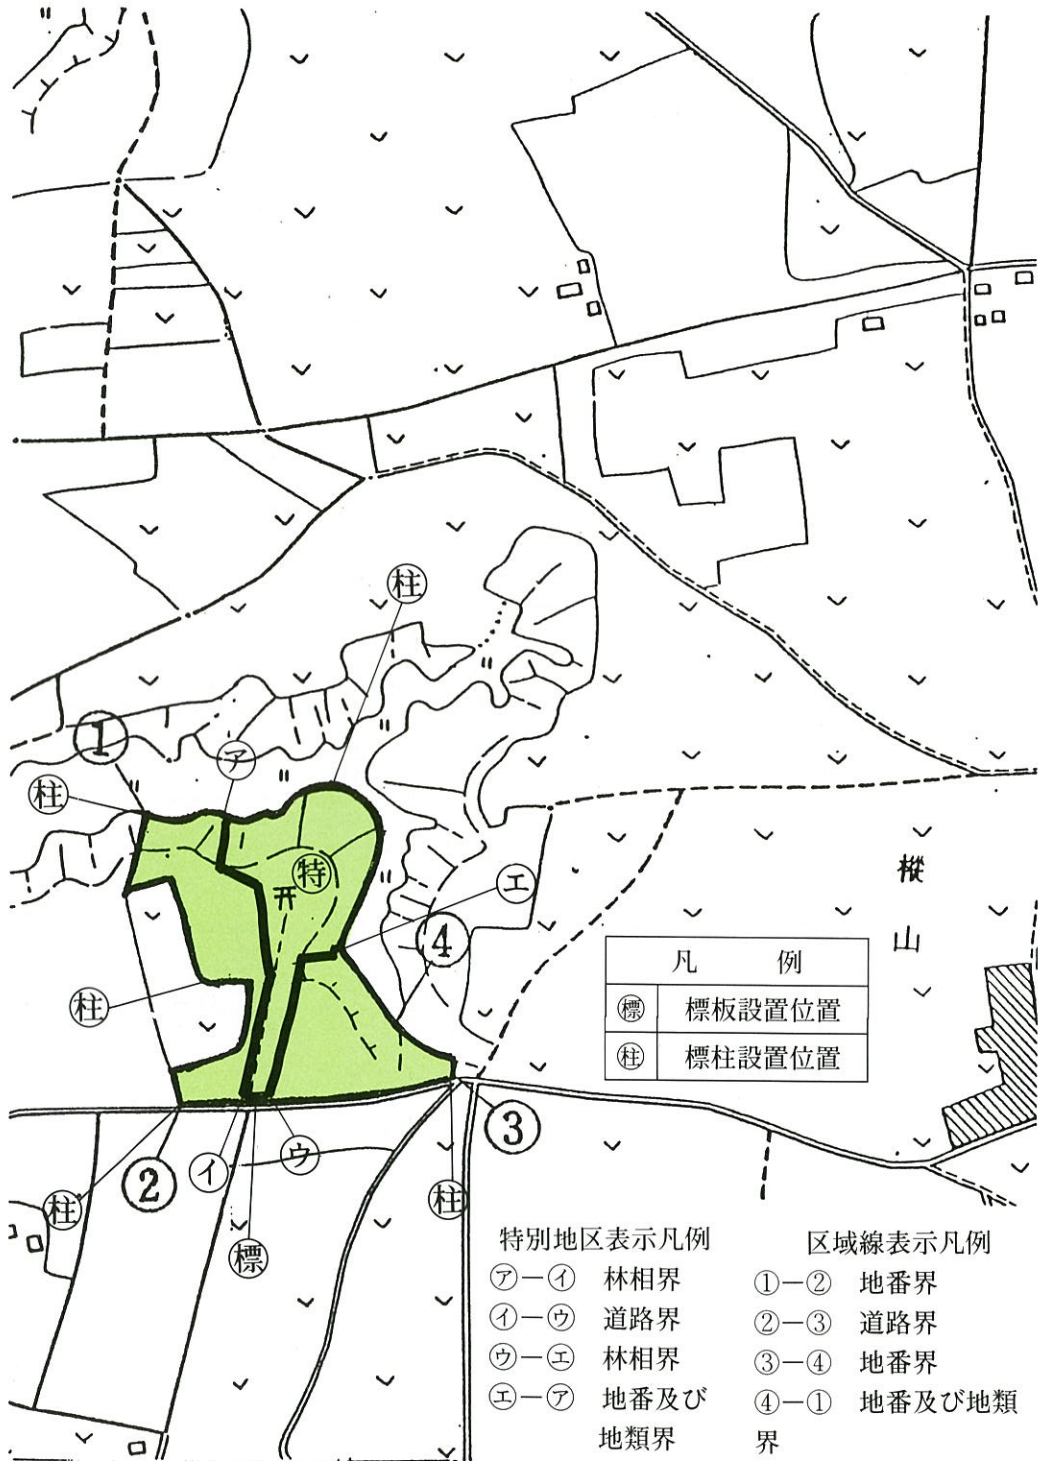 柱
①
㋐
柱
特
㋓
④
樅
山
柱
凡 例
標 標板設置位置
柱 標柱設置位置
③
㋒
㋑
②
柱
柱
標
特別地区表示凡例
㋐－㋑ 林相界
㋑－㋒ 道路界
㋒－㋓ 林相界
㋓－㋐ 地番及び
地類界
区域線表示凡例
①－② 地番界
②－③ 道路界
③－④ 地番界
④－① 地番及び地類
界